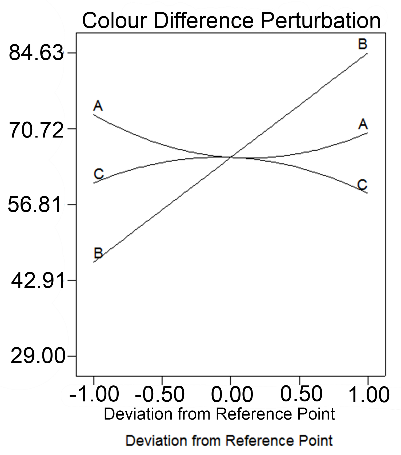 Colour Difference Perturbation
84.63
70.72
56.81
42.91
29.00
B
A
A
C
C
B
-1.00 -0.50 0.00 0.50 1.00
Deviation from Reference Point
Deviation from Reference Point